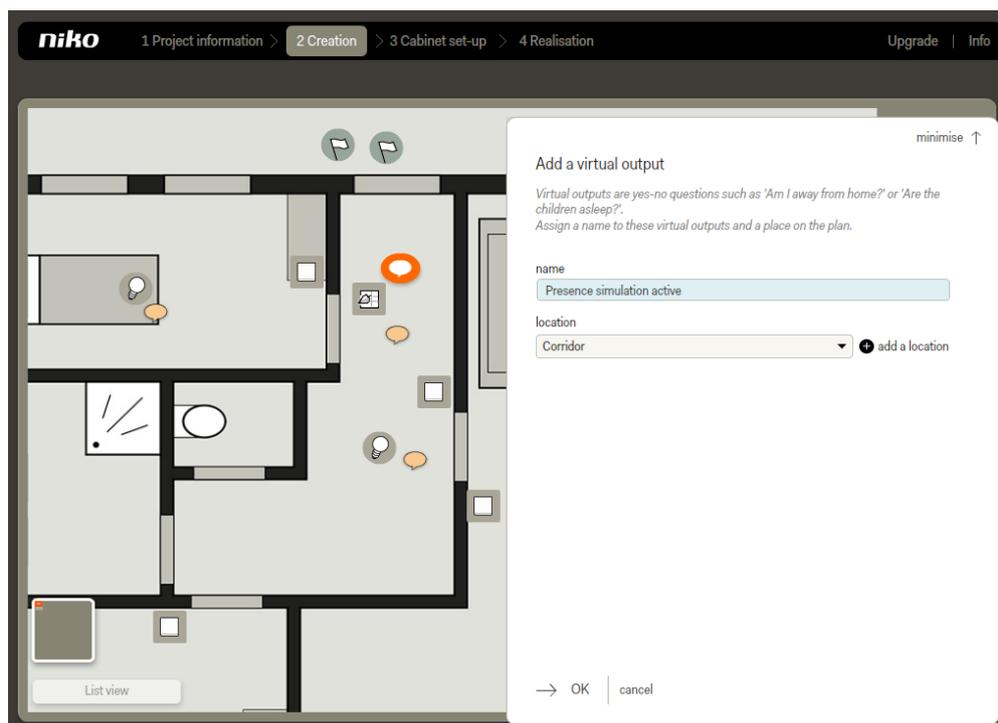 niko
1 Project information
2 Creation
3 Cabinet set-up
4 Realisation
Upgrade | Info
minimise
Add a virtual output
Virtual outputs are yes-no questions such as 'Am I away from home?' or 'Are the
children asleep?'.
Assign a name to these virtual outputs and a place on the plan.
name
Presence simulation active
location
Corridor
add a location
List view
OK
cancel